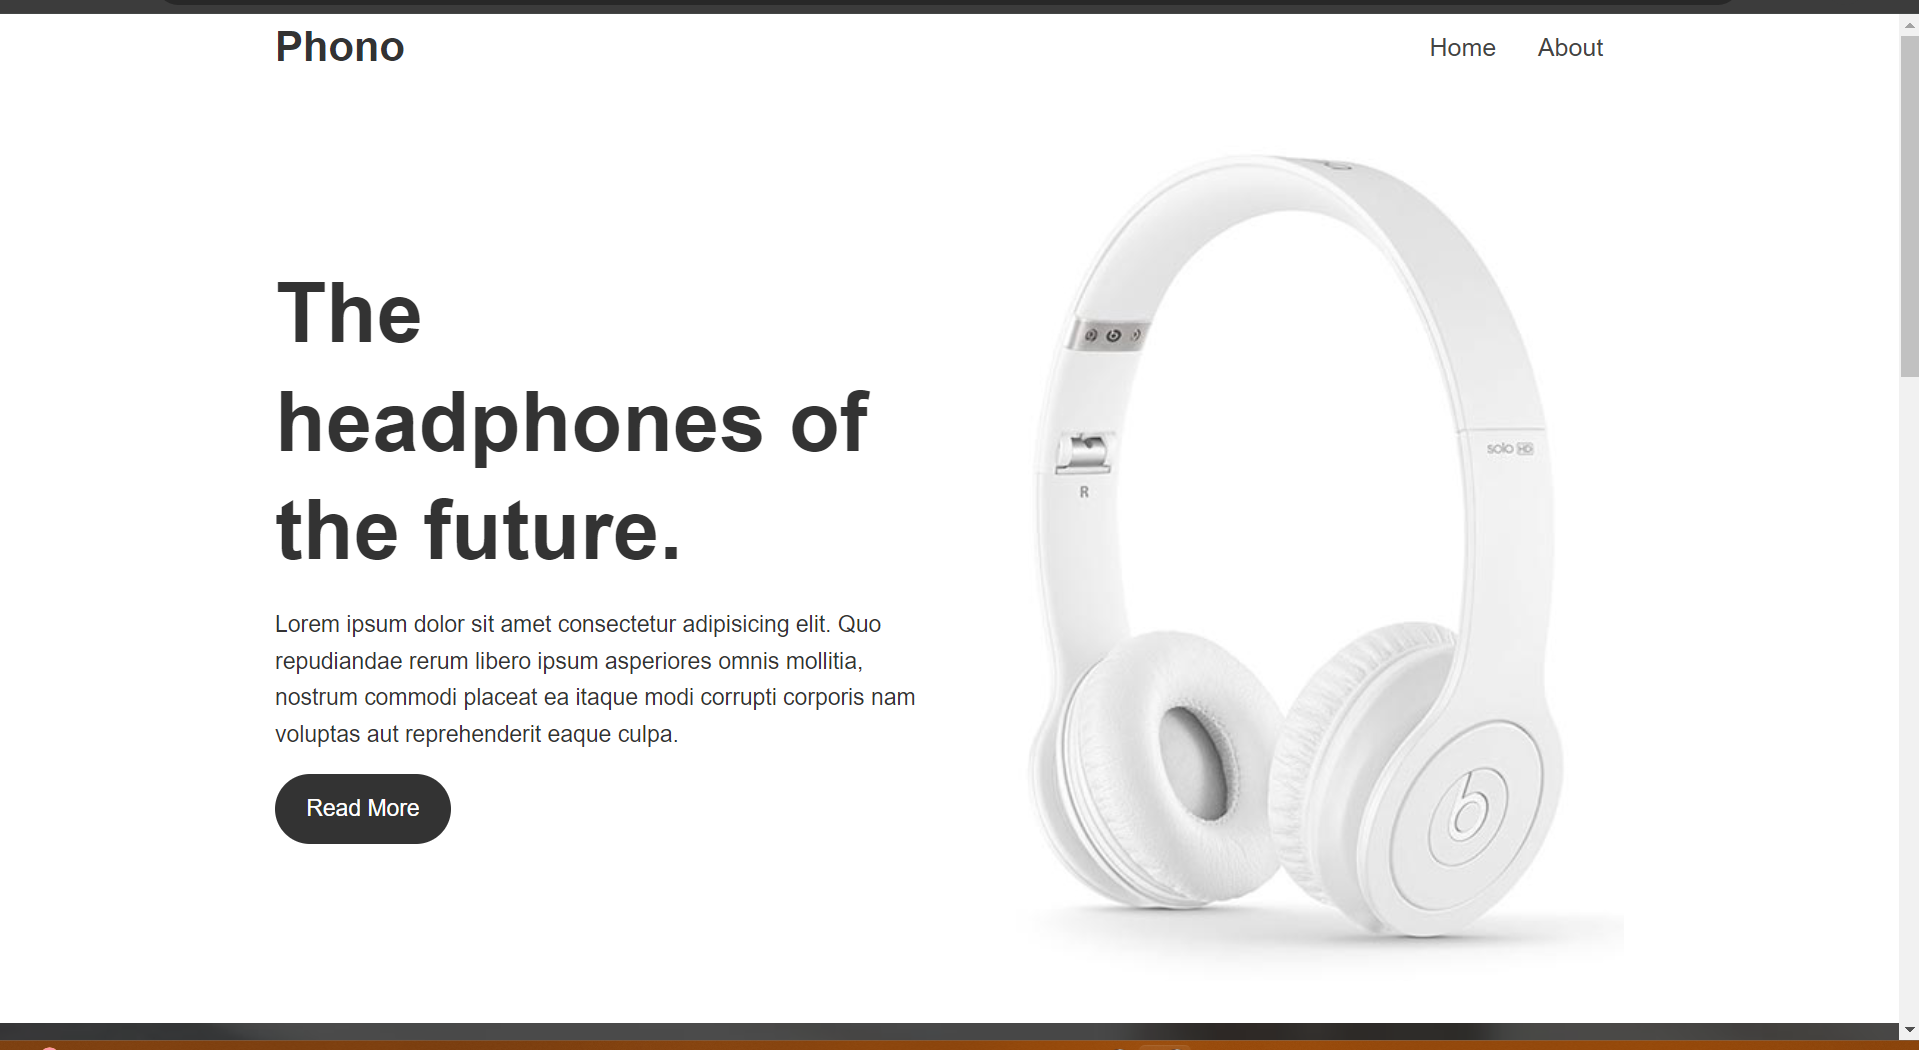 Phono
Home
About
The
headphones of
the future.
Lorem ipsum dolor sit amet consectetur adipisicing elit. Quo
repudiandae rerum libero ipsum asperiores omnis mollitia,
nostrum commodi placeat ea itaque modi corrupti corporis nam
voluptas aut reprehenderit eaque culpa.
Read More
solo HD
R